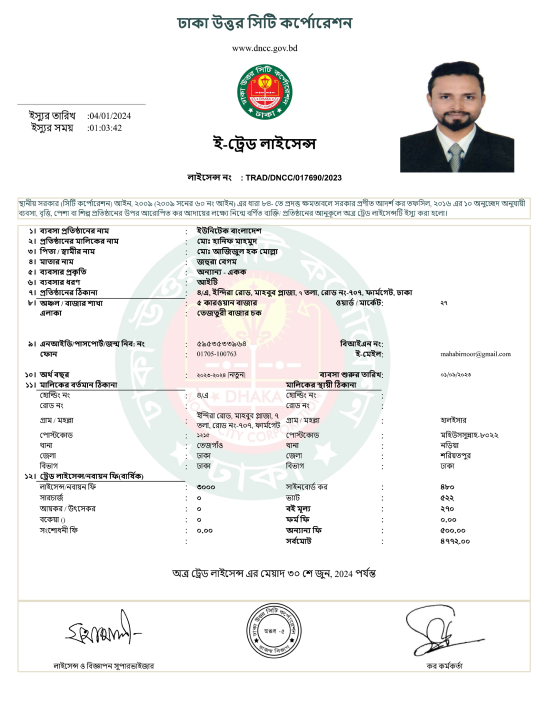 ঢাকা উত্তর সিটি কর্পোরেশন
www.dncc.gov.bd
ইস্যুর তারিখ :04/01/2024
ইস্যুর সময় :01:03:42
ই-ট্রেড লাইসেন্স
লাইসেন্স নং : TRAD/DNCC/017690/2023
স্থানীয় সরকার (সিটি কর্পোরেশন) আইন, ২০০৯ (২০০৯ সনের ৬০ নং আইন) এর ধারা ৮৪- তে প্রদত্ত ক্ষমতাবলে সরকার প্রণীত আদর্শ কর তফসিল, ২০১৬ এর ১০ অনুচ্ছেদ অনুযায়ী
ব্যবসা, বৃত্তি, পেশা বা শিল্প প্রতিষ্ঠানের উপর আরোপিত কর আদায়ের লক্ষ্যে নিম্নে বর্ণিত ব্যক্তি/ প্রতিষ্ঠানের অনুকূলে অত্র ট্রেড লাইসেন্সটি ইস্যু করা হলো।
১। ব্যবসা প্রতিষ্ঠানের নাম : ইউনিটেক বাংলাদেশ
২। প্রতিষ্ঠানের মালিকের নাম : মোঃ হানিফ মাহমুদ
৩। পিতা / স্বামীর নাম : মোঃ আজিজুল হক মোল্লা
৪। মাতার নাম : জহুরা বেগম
৫। ব্যবসার প্রকৃতি : অন্যান্য - একক
৬। ব্যবসার ধরণ : আইটি
৭। প্রতিষ্ঠানের ঠিকানা : ৪/এ, ইন্দিরা রোড, মাহবুব প্লাজা, ৭ তলা, রোড নং-৭০৭, ফার্মগেট, ঢাকা
৮। অঞ্চল / বাজার শাখা : ৫ কারওয়ান বাজার ওয়ার্ড / মার্কেট: ২৭
এলাকা তেজতুরী বাজার চক
৯। এনআইডি/পাসপোর্ট/জন্ম নিব: নং : ৫৯৫৩৫৩৩৯৬৪ বিআইএন নং:
ফোন 01705-100763 ই-মেইল: mahabirnoor@gmail.com
১০। অর্থ বছর : ২০২৩-২০২৪ (নতুন) ব্যবসা শুরুর তারিখ: ০১/০৯/২০২৩
১১। মালিকের বর্তমান ঠিকানা মালিকের স্থায়ী ঠিকানা
হোল্ডিং নং : ৪/এ হোল্ডিং নং :
রোড নং : রোড নং :
গ্রাম / মহল্লা : ইন্দিরা রোড, মাহবুব প্লাজা, ৭ তলা, রোড নং-৭০৭, ফার্মগেট গ্রাম / মহল্লা : হালইসার
পোস্টকোড : ১২১৫ পোস্টকোড : মহিউসসুন্নাহ-৮০২২
থানা : তেজগাঁও থানা : নড়িয়া
জেলা : ঢাকা জেলা : শরিয়তপুর
বিভাগ : ঢাকা বিভাগ : ঢাকা
১২। ট্রেড লাইসেন্স/নবায়ন ফি(বার্ষিক)
লাইসেন্স/নবায়ন ফি : ৩০০০ সাইনবোর্ড কর : ৪৮০
সারচার্জ : ০ ভ্যাট : ৫২২
আয়কর / উৎসেকর : ০ বই মূল্য : ২৭০
বকেয়া () : ০ ফর্ম ফি : ০.০০
সংশোধনী ফি : ০.০০ অন্যান্য ফি : ৫০০.০০
: সর্বমোট : ৪৭৭২.০০
অত্র ট্রেড লাইসেন্স এর মেয়াদ ৩০ শে জুন, 2024 পর্যন্ত
লাইসেন্স ও বিজ্ঞাপন সুপারভাইজার
কর কর্মকর্তা